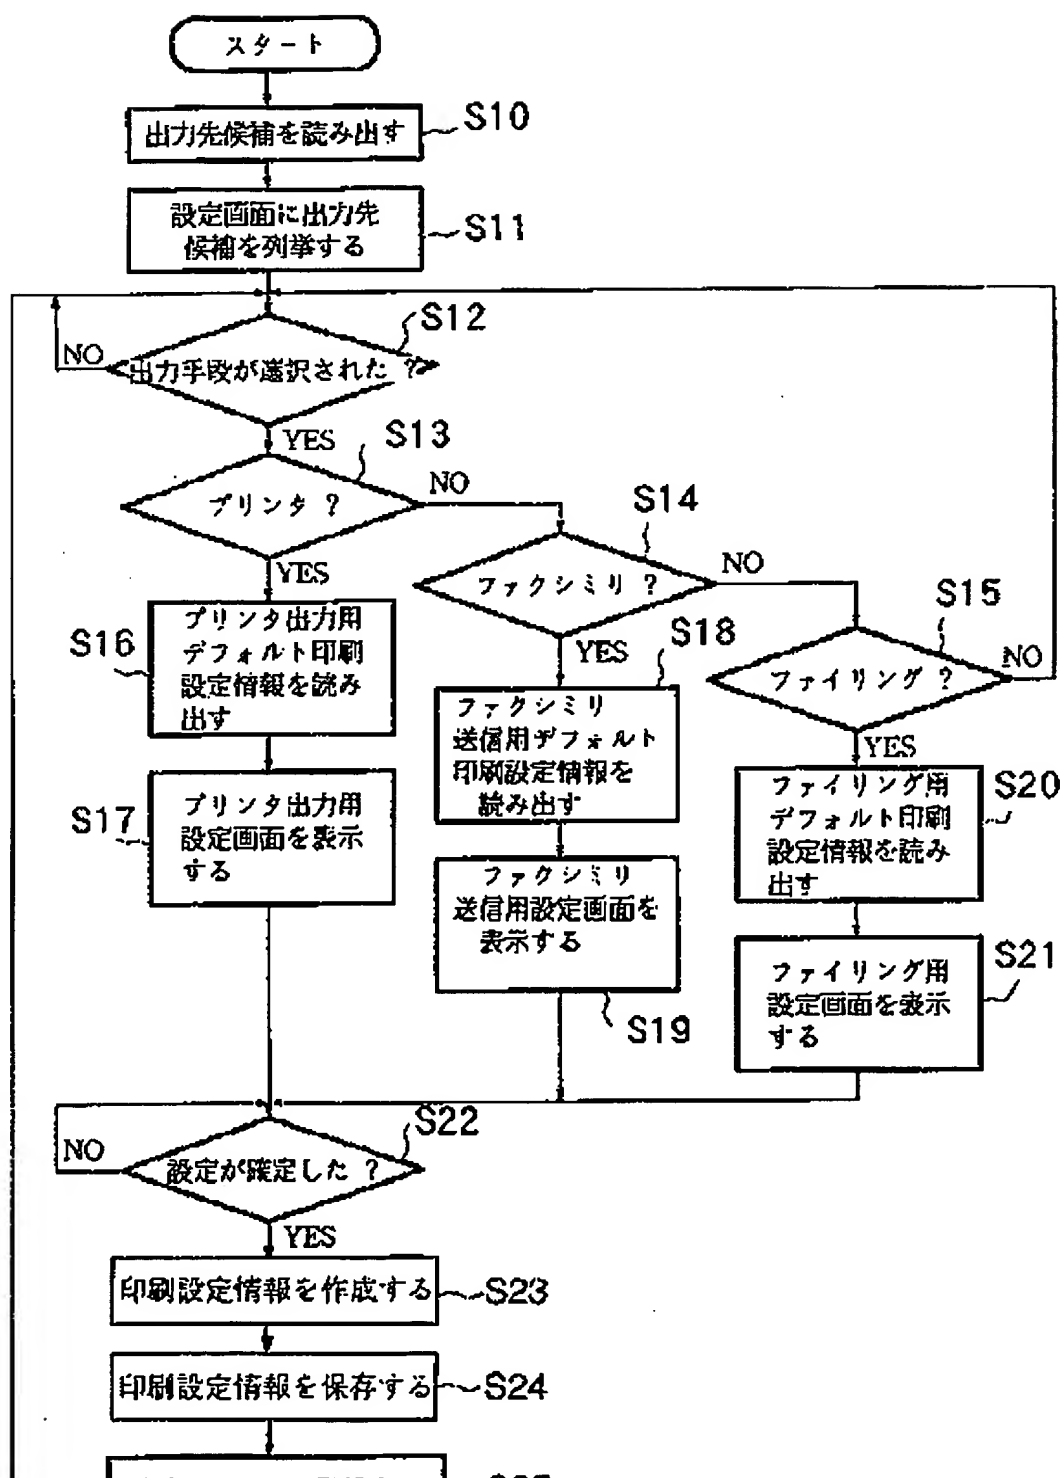 スタート
出力先候補を読み出す
S10
設定画面に出力先
候補を列挙する
S11
S12
NO
出力手段が選択された ?
YES
S13
プリンタ ?
NO
YES
S14
ファクシミリ ?
NO
YES
S15
ファイリング ?
NO
YES
S16
プリンタ出力用
デフォルト印刷
設定情報を読み
出す
S17
プリンタ出力用
設定画面を表示
する
S18
ファクシミリ
送信用デフォルト
印刷設定情報を
読み出す
ファクシミリ
送信用設定画面を
表示する
S19
S20
ファイリング用
デフォルト印刷
設定情報を読み
出す
S21
ファイリング用
設定画面を表示
する
S22
NO
設定が確定した ?
YES
印刷設定情報を作成する
S23
印刷設定情報を保存する
S24